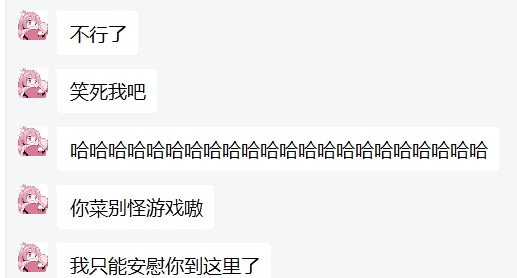 不行了
笑死我吧
哈哈哈哈哈哈哈哈哈哈哈哈哈哈哈哈哈哈哈哈哈哈
你菜别怪游戏嗷
我只能安慰你到这里了